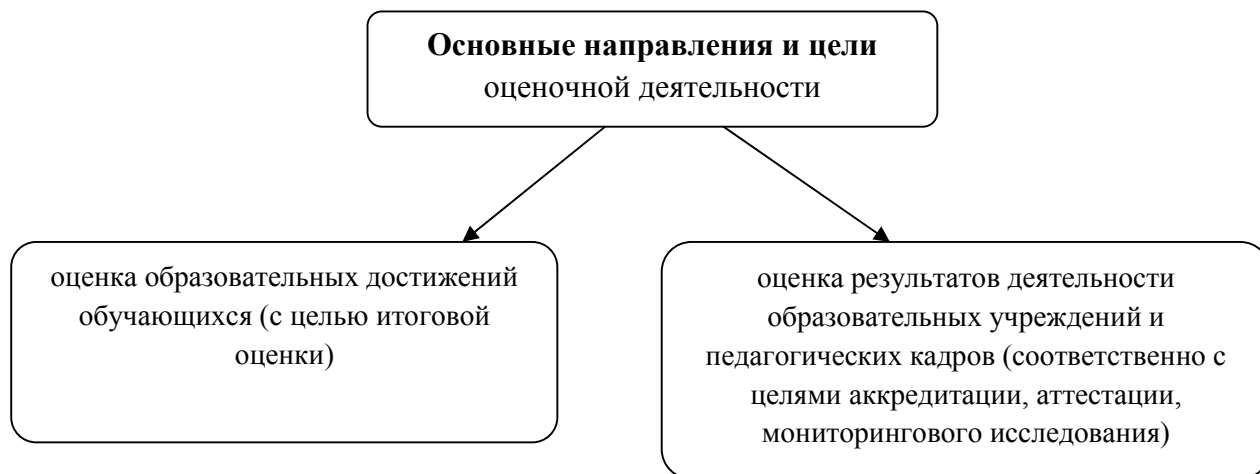 Основные направления и цели
оценочной деятельности
оценка образовательных достижений
обучающихся (с целью итоговой
оценки)
оценка результатов деятельности
образовательных учреждений и
педагогических кадров (соответственно с
целями аккредитации, аттестации,
мониторингового исследования)